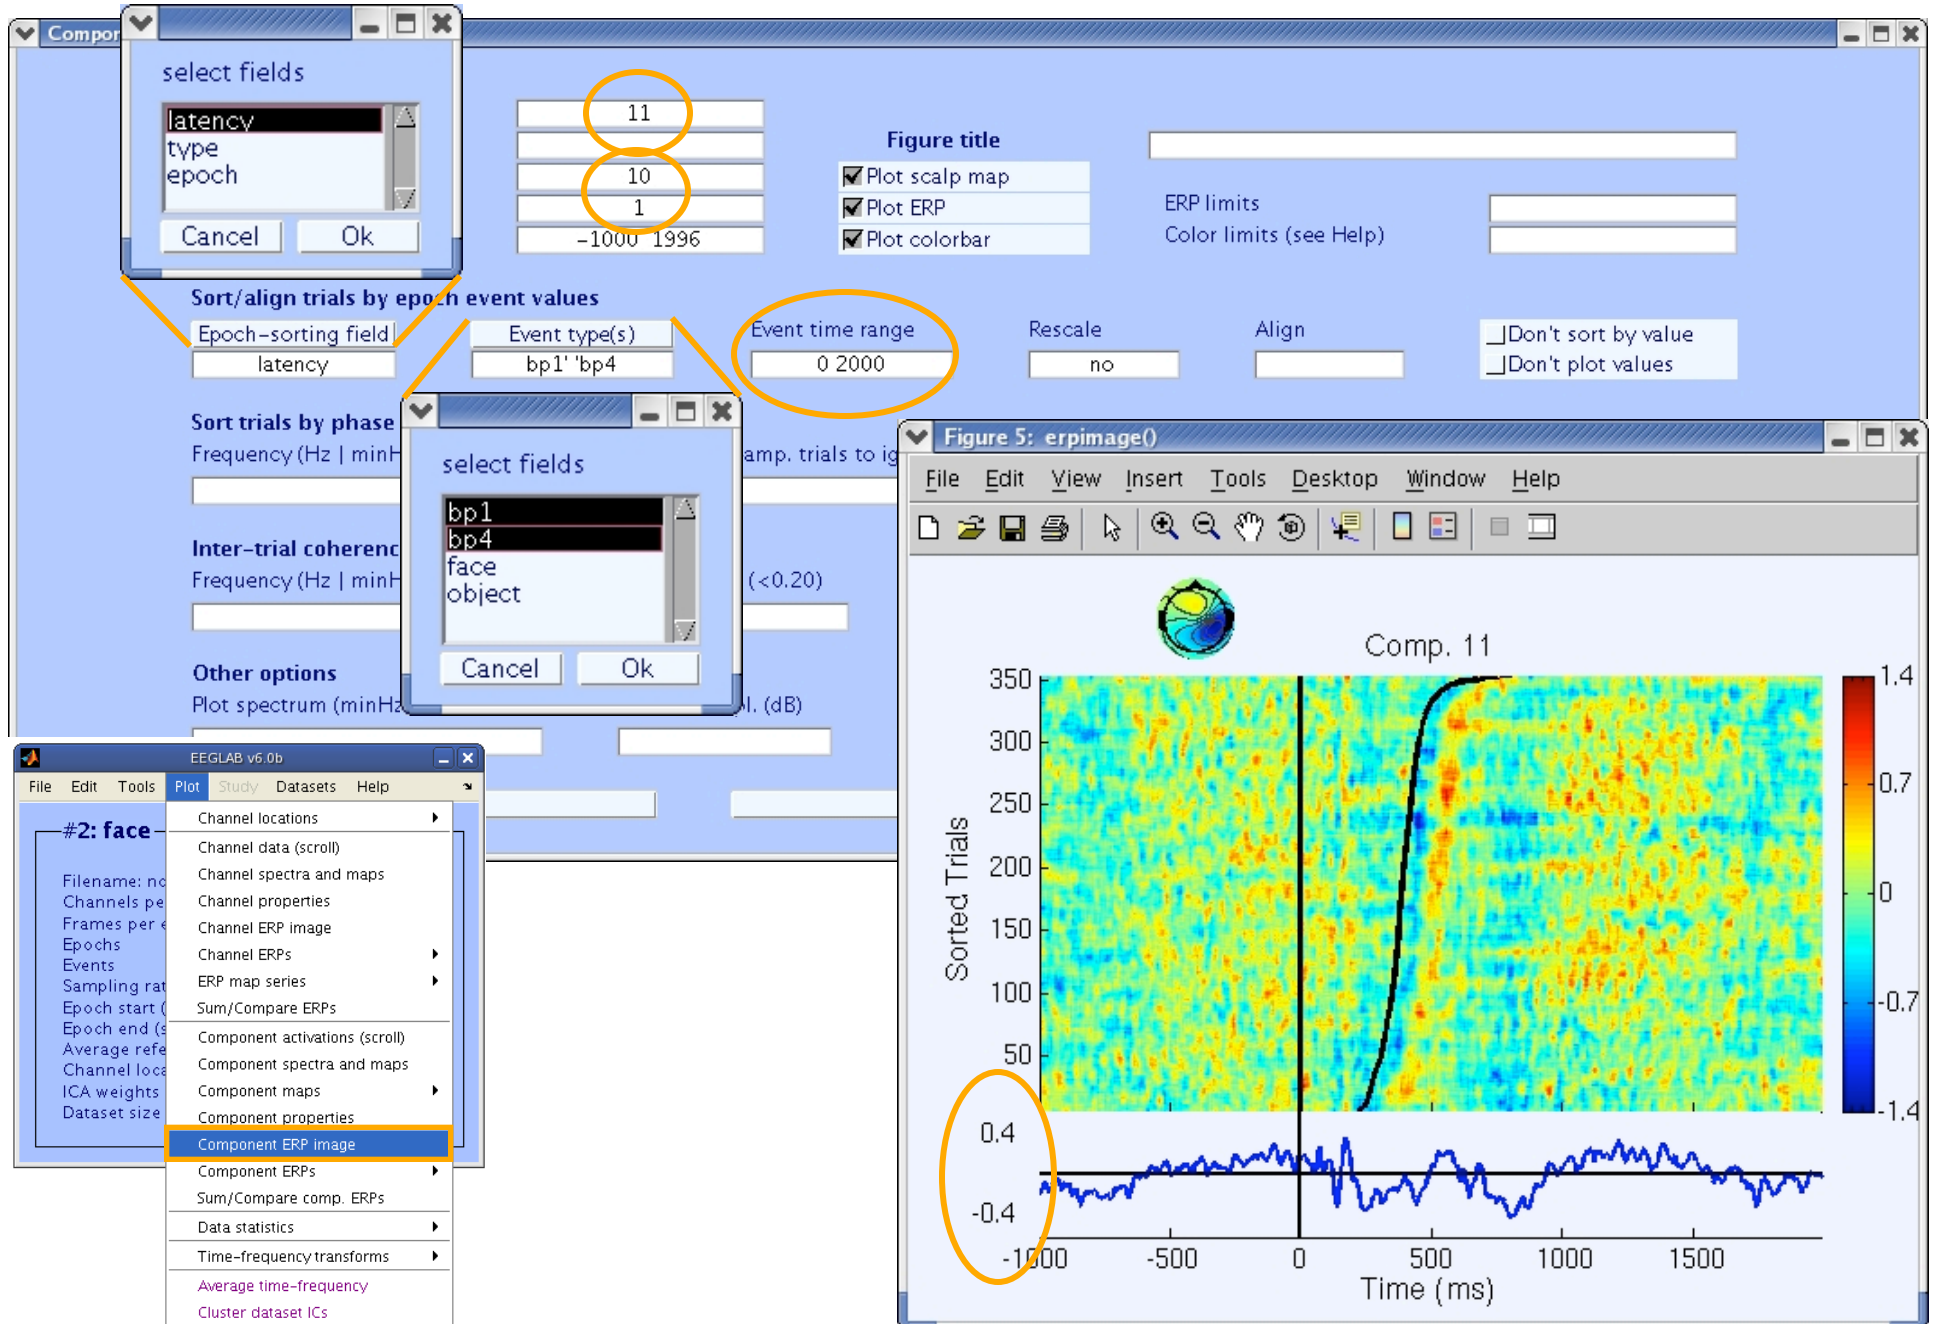 Compor
select fields
latency
type
epoch
Cancel Ok
11
10
1
-1000 1996
Figure title
Plot scalp map
Plot ERP
Plot colorbar
ERP limits
Color limits (see Help)
Sort/align trials by epoch event values
Epoch-sorting field Event type(s) Event time range Rescale Align
latency bp1' 'bp4 0 2000 no
Don't sort by value
Don't plot values
select fields
bp1
bp4
face
object
Cancel Ok
Sort trials by phase
Frequency (Hz | minH amp. trials to ig
Inter-trial coherenc
Frequency (Hz | minH (<0.20)
Other options
Plot spectrum (minHz l. (dB)
EEGLAB v6.0b
File Edit Tools Plot Study Datasets Help
#2: face
Filename: no
Channels pe
Frames per e
Epochs
Events
Sampling rat
Epoch start (
Epoch end (s
Average refe
Channel loca
ICA weights
Dataset size
Channel locations
Channel data (scroll)
Channel spectra and maps
Channel properties
Channel ERP image
Channel ERPs
ERP map series
Sum/Compare ERPs
Component activations (scroll)
Component spectra and maps
Component maps
Component properties
Component ERP image
Component ERPs
Sum/Compare comp. ERPs
Data statistics
Time-frequency transforms
Average time-frequency
Cluster dataset ICs
Figure 5: erpimage()
File Edit View Insert Tools Desktop Window Help
Comp. 11
Sorted Trials
350
300
250
200
150
100
50
1.4
0.7
0
-0.7
-1.4
0.4
-0.4
-1000 -500 0 500 1000 1500
Time (ms)